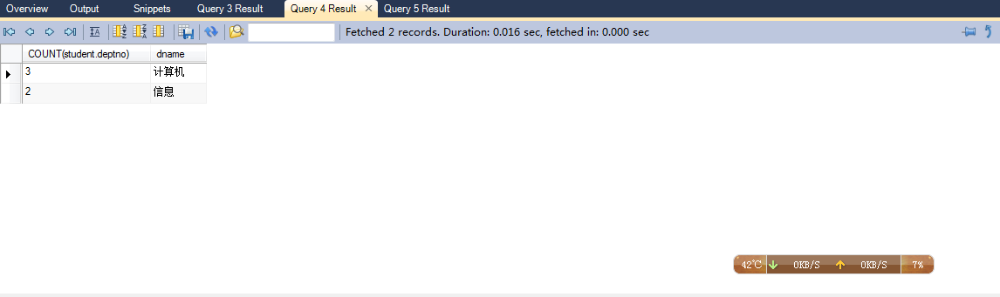 Overview Output Snippets Query 3 Result Query 4 Result Query 5 Result
Fetched 2 records. Duration: 0.016 sec, fetched in: 0.000 sec
COUNT(student.deptno) dname
3 计算机
2 信息
42℃ 0KB/S 0KB/S 7%